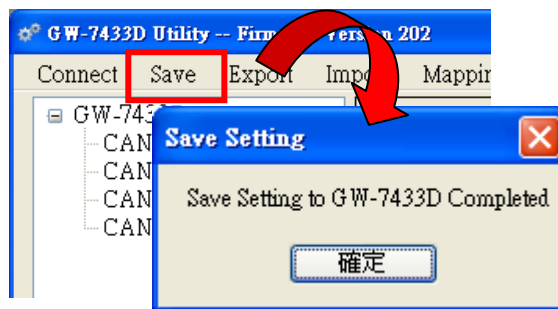 GW-7433D Utility -- Firm Version 202
Connect Save Export Impo Mappin
GW-743
CAN
CAN
CAN
CAN
Save Setting
Save Setting to GW-7433D Completed
確定